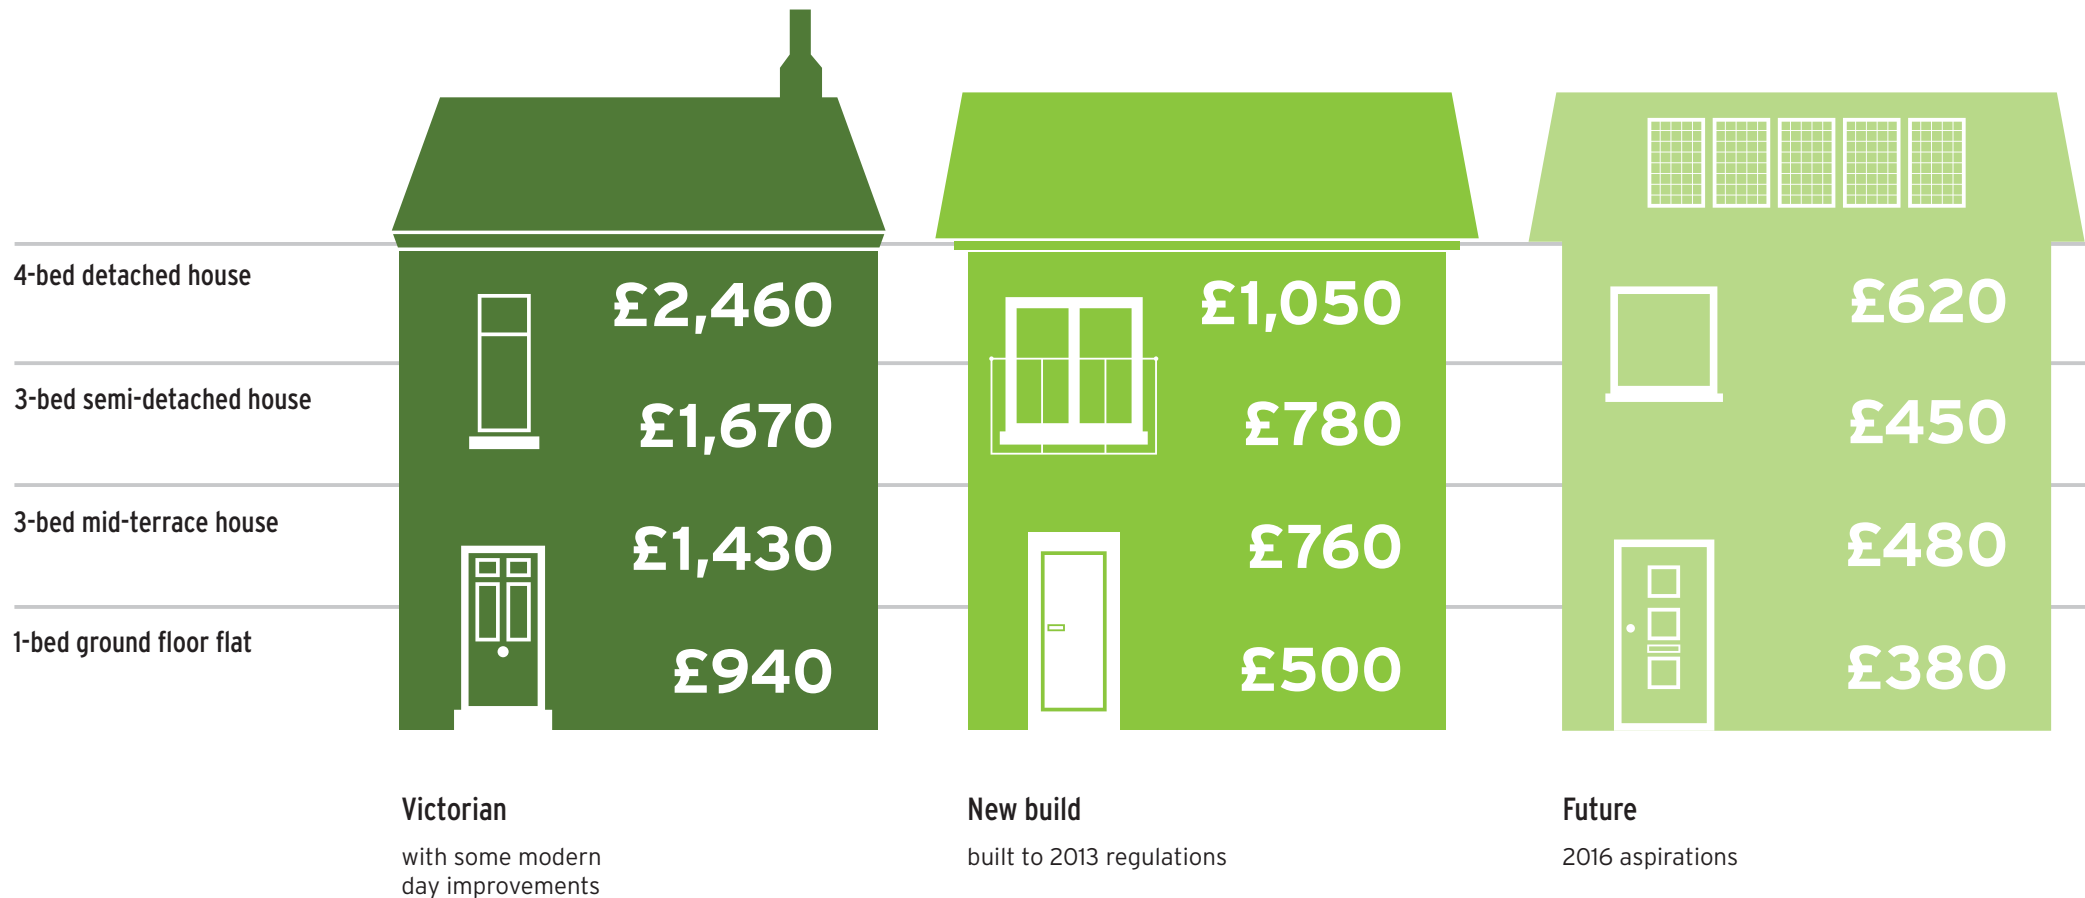 4-bed detached house
£2,460
£1,050
£620
3-bed semi-detached house
£1,670
£780
£450
3-bed mid-terrace house
£1,430
£760
£480
1-bed ground floor flat
£940
£500
£380
Victorian
with some modern
day improvements
New build
built to 2013 regulations
Future
2016 aspirations